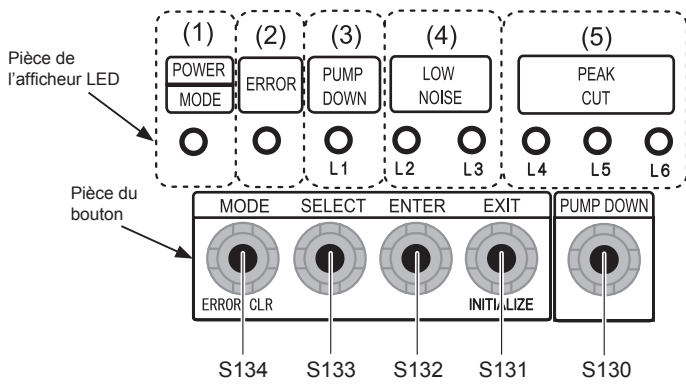 (1) (2) (3) (4) (5)
Pièce de
l'afficheur LED
POWER
MODE
ERROR
PUMP
DOWN
LOW
NOISE
PEAK
CUT
L1 L2 L3 L4 L5 L6
Pièce du
bouton
MODE SELECT ENTER EXIT PUMP DOWN
ERROR CLR INITIALIZE
S134 S133 S132 S131 S130